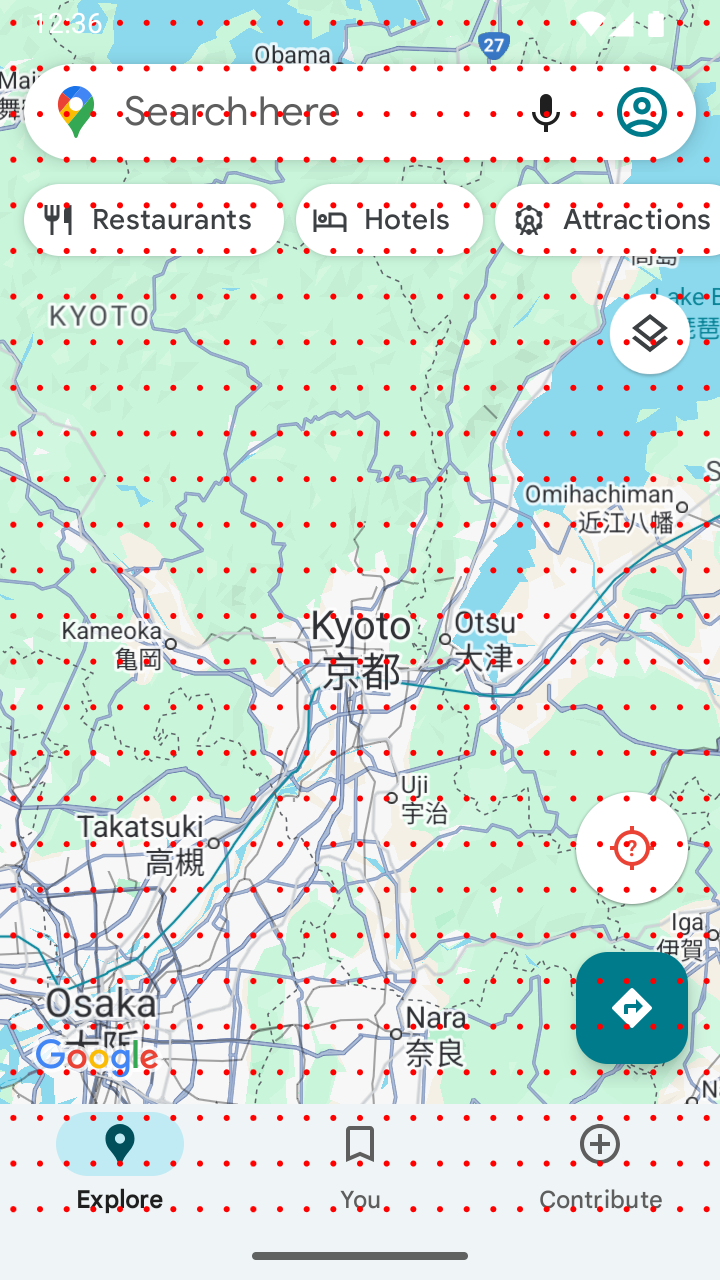 12:36
Obama
27
Search here
Restaurants
Hotels
Attractions
KYOTO
Omihachiman
近江八幡
Kameoka
亀岡
Kyoto
京都
Otsu
大津
Uji
宇治
Takatsuki
高槻
Iga
伊賀
Osaka
大阪
Google
Nara
奈良
Explore
You
Contribute